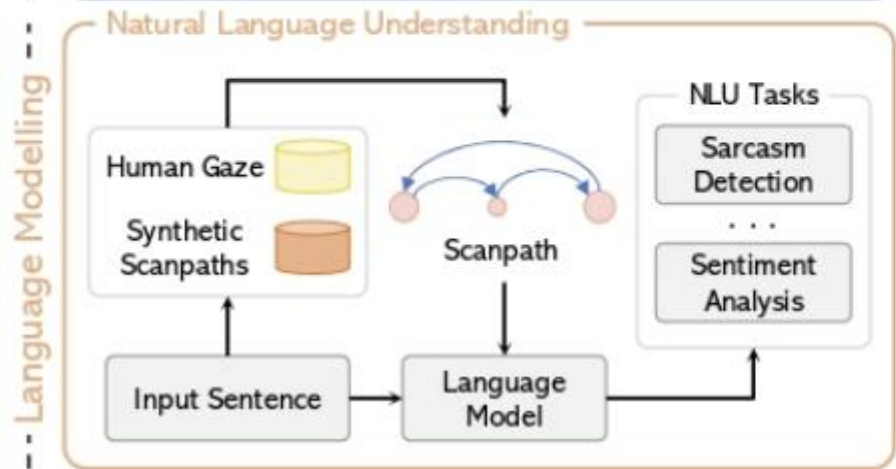 Language Modelling
Natural Language Understanding
Human Gaze
Synthetic
Scanpaths
Scanpath
NLU Tasks
Sarcasm
Detection
. . .
Sentiment
Analysis
Input Sentence
Language
Model